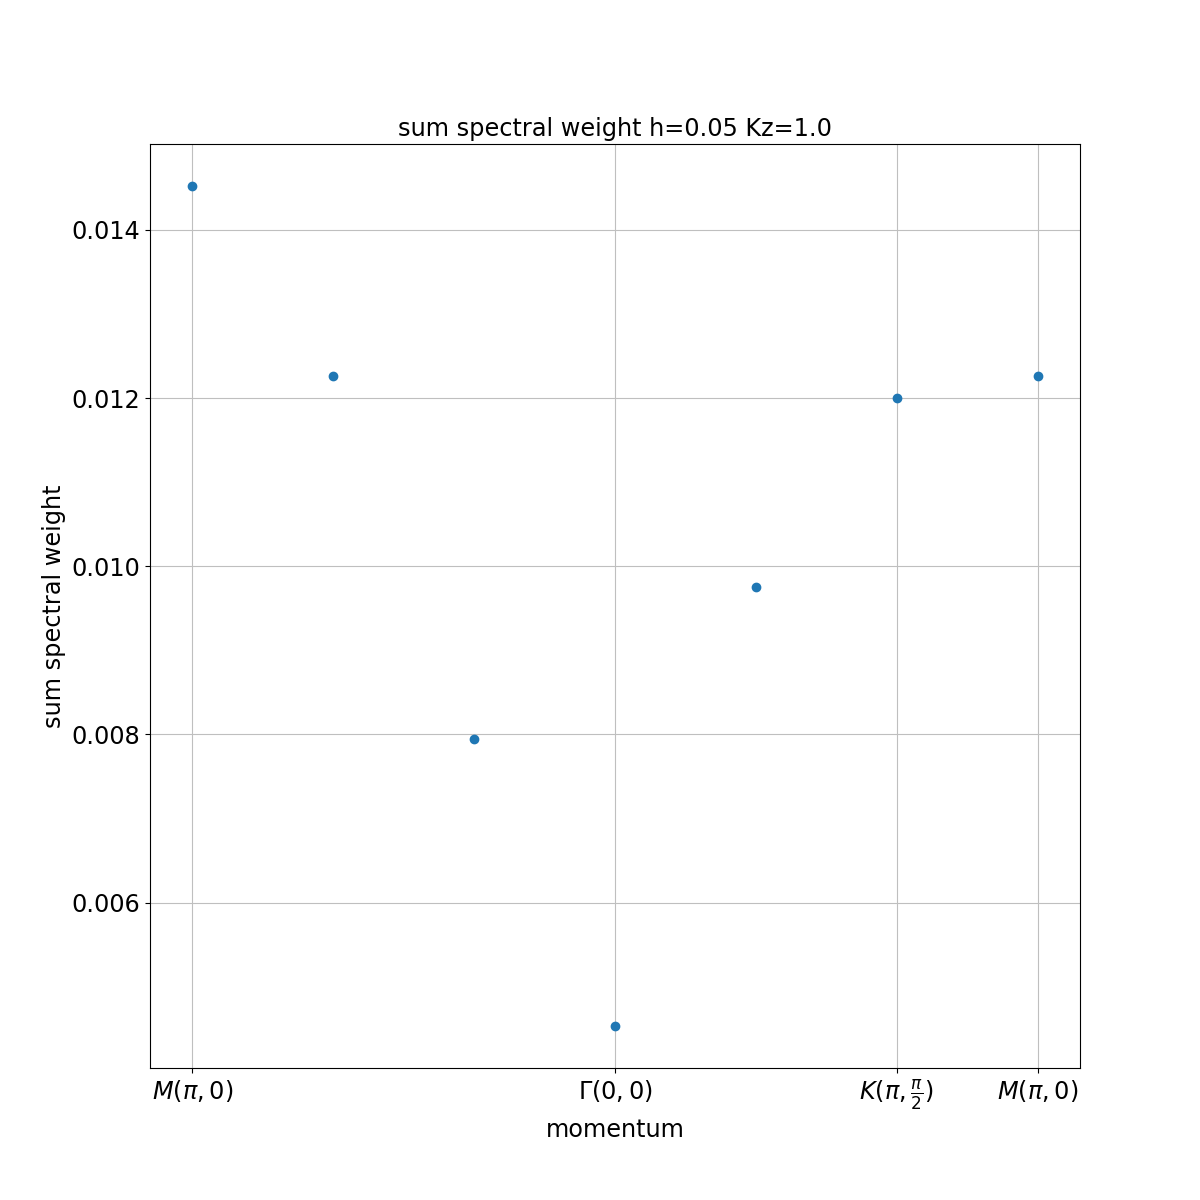 sum spectral weight h=0.05 Kz=1.0
sum spectral weight
0.014
0.012
0.010
0.008
0.006
M(π, 0)
Γ(0, 0)
K(π, π/2)
M(π, 0)
momentum